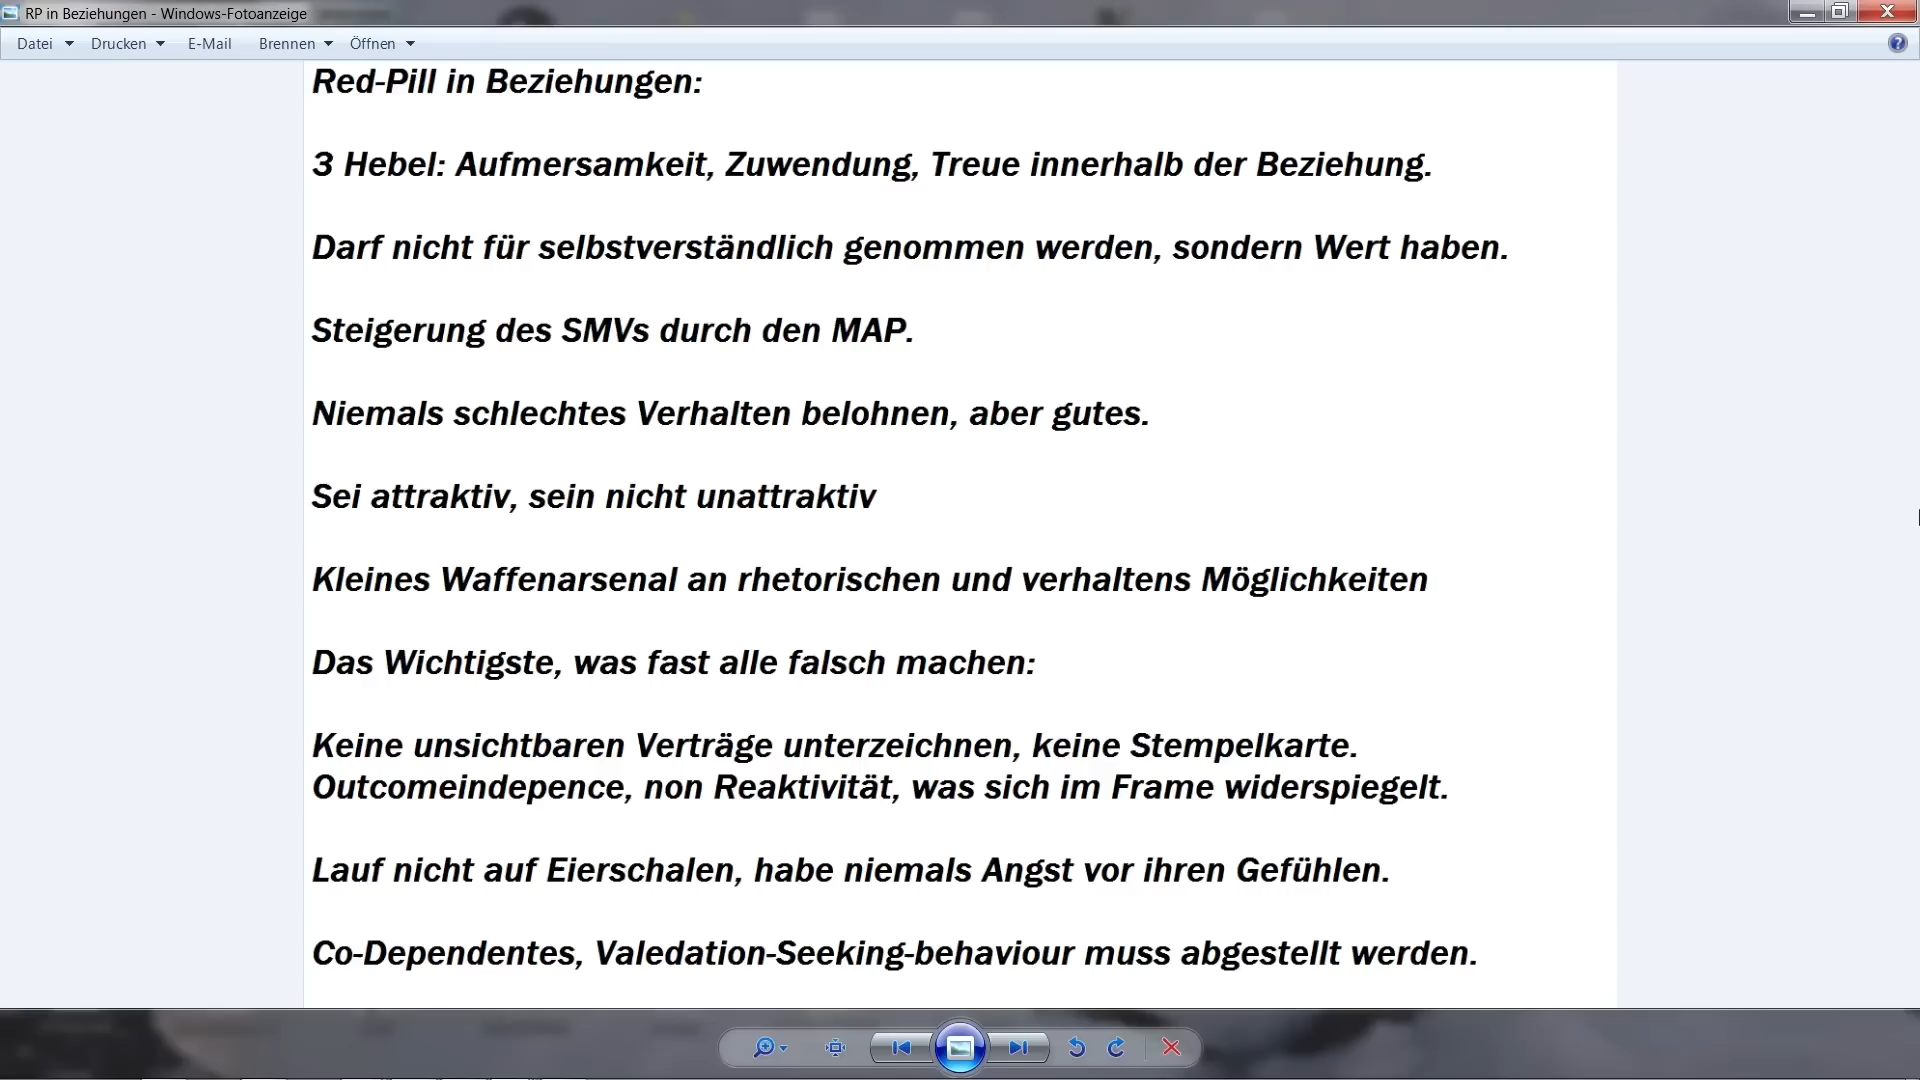 RP in Beziehungen - Windows-Fotoanzeige
Datei Drucken E-Mail Brennen Öffnen
Red-Pill in Beziehungen:
3 Hebel: Aufmersamkeit, Zuwendung, Treue innerhalb der Beziehung.
Darf nicht für selbstverständlich genommen werden, sondern Wert haben.
Steigerung des SMVs durch den MAP.
Niemals schlechtes Verhalten belohnen, aber gutes.
Sei attraktiv, sein nicht unattraktiv
Kleines Waffenarsenal an rhetorischen und verhaltens Möglichkeiten
Das Wichtigste, was fast alle falsch machen:
Keine unsichtbaren Verträge unterzeichnen, keine Stempelkarte.
Outcomeindepence, non Reaktivität, was sich im Frame widerspiegelt.
Lauf nicht auf Eierschalen, habe niemals Angst vor ihren Gefühlen.
Co-Dependentes, Valedation-Seeking-behaviour muss abgestellt werden.